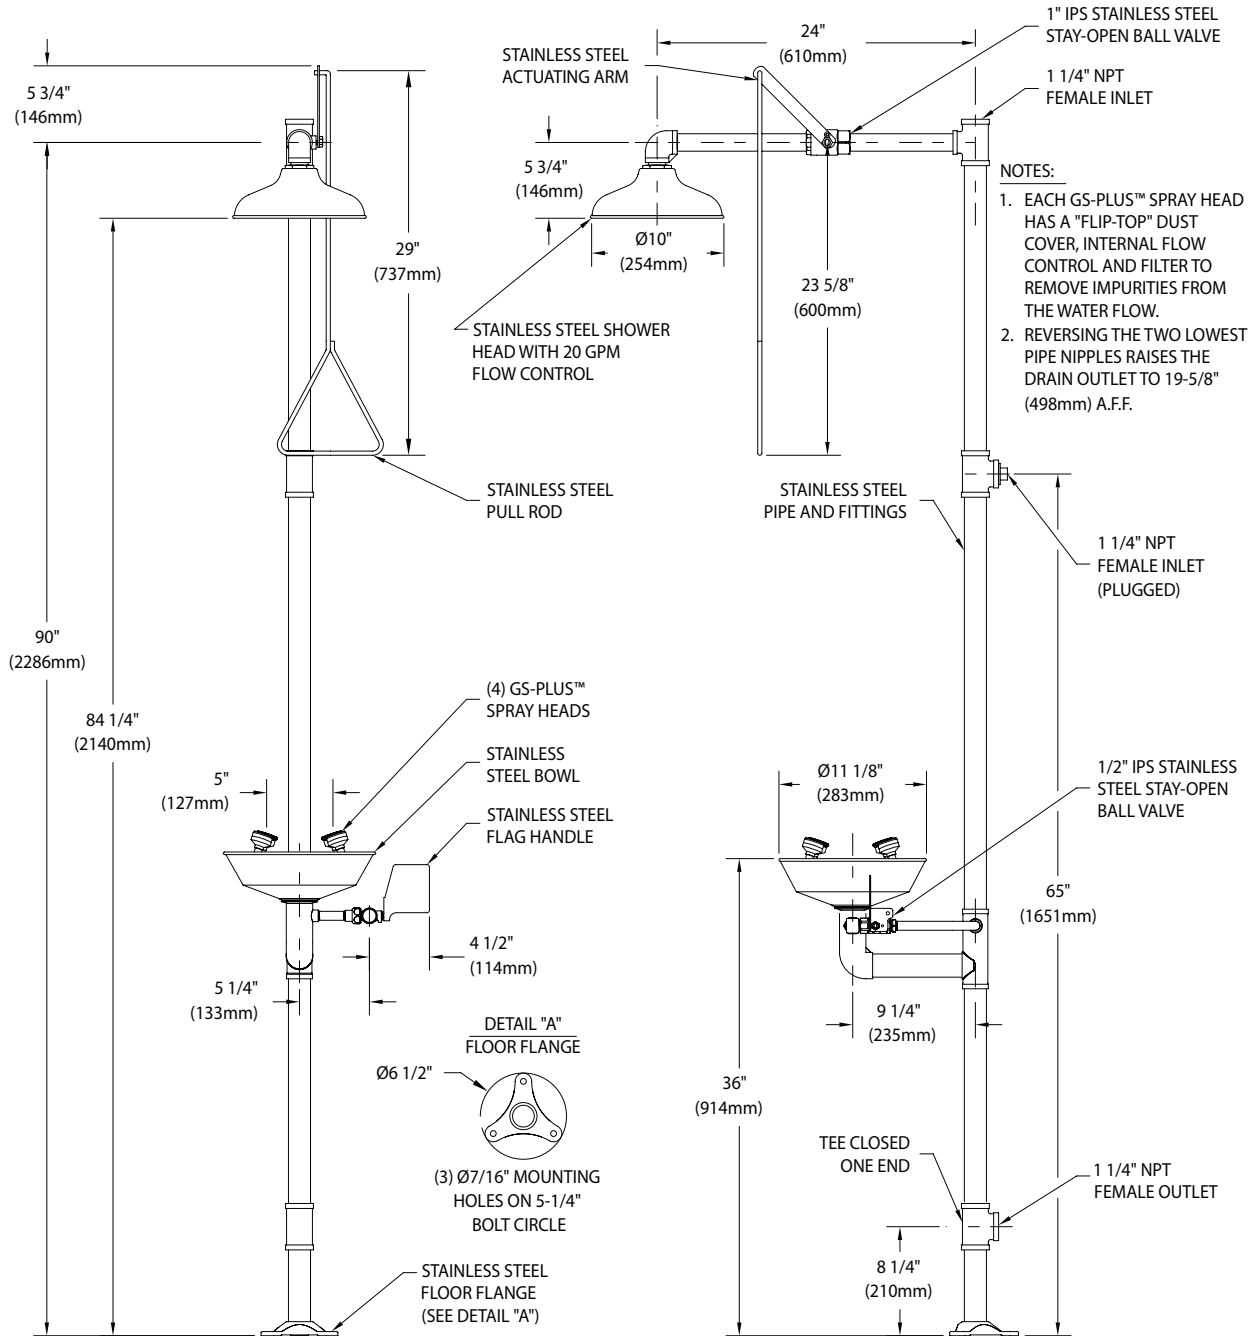 5 3/4"
(146mm)
90"
(2286mm)
84 1/4"
(2140mm)
29"
(737mm)
STAINLESS STEEL
PULL ROD
5"
(127mm)
(4) GS-PLUS™
SPRAY HEADS
STAINLESS
STEEL BOWL
STAINLESS STEEL
FLAG HANDLE
4 1/2"
(114mm)
5 1/4"
(133mm)
DETAIL "A"
FLOOR FLANGE
Ø6 1/2"
(3) Ø7/16" MOUNTING
HOLES ON 5-1/4"
BOLT CIRCLE
STAINLESS STEEL
FLOOR FLANGE
(SEE DETAIL "A")
STAINLESS STEEL
ACTUATING ARM
24"
(610mm)
1" IPS STAINLESS STEEL
STAY-OPEN BALL VALVE
1 1/4" NPT
FEMALE INLET
5 3/4"
(146mm)
Ø10"
(254mm)
STAINLESS STEEL SHOWER
HEAD WITH 20 GPM
FLOW CONTROL
23 5/8"
(600mm)
NOTES:
1. EACH GS-PLUS™ SPRAY HEAD
HAS A "FLIP-TOP" DUST
COVER, INTERNAL FLOW
CONTROL AND FILTER TO
REMOVE IMPURITIES FROM
THE WATER FLOW.
2. REVERSING THE TWO LOWEST
PIPE NIPPLES RAISES THE
DRAIN OUTLET TO 19-5/8"
(498mm) A.F.F.
STAINLESS STEEL
PIPE AND FITTINGS
1 1/4" NPT
FEMALE INLET
(PLUGGED)
Ø11 1/8"
(283mm)
1/2" IPS STAINLESS
STEEL STAY-OPEN
BALL VALVE
65"
(1651mm)
9 1/4"
(235mm)
36"
(914mm)
TEE CLOSED
ONE END
1 1/4" NPT
FEMALE OUTLET
8 1/4"
(210mm)